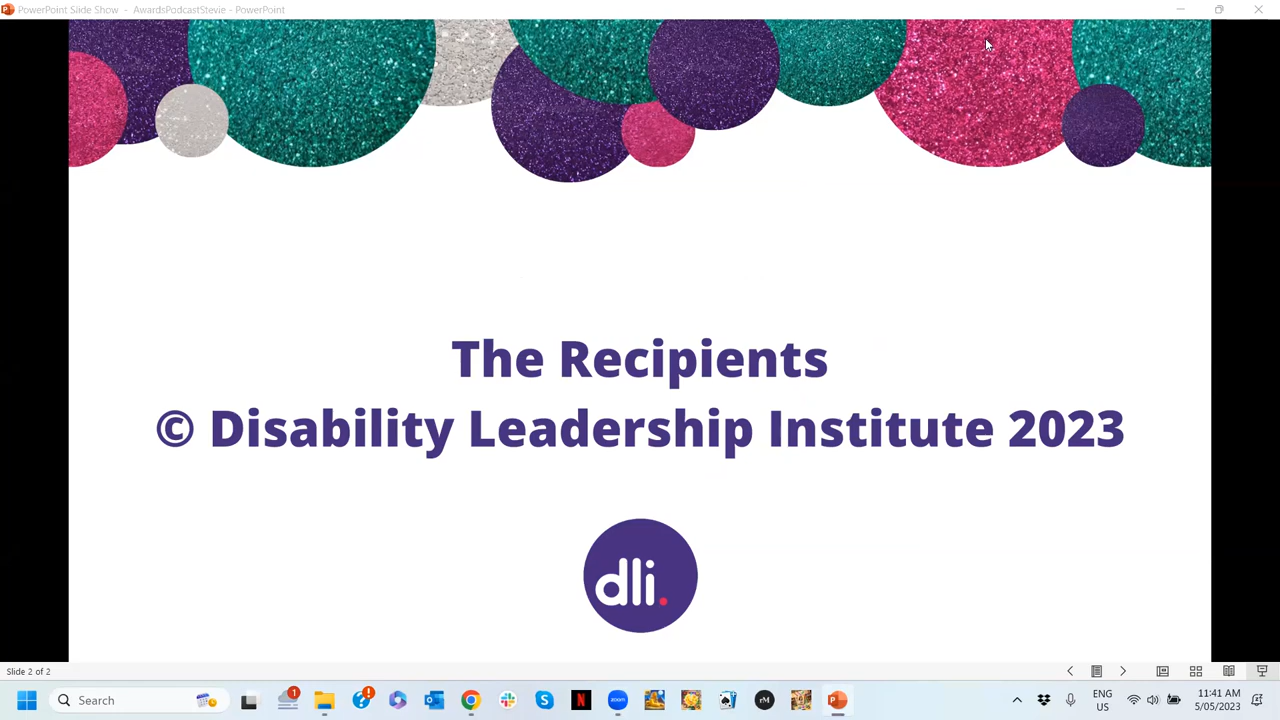 PowerPoint Slide Show - AwardsPodcastStevie - PowerPoint
The Recipients
© Disability Leadership Institute 2023
dli.
Slide 2 of 2
Search
1
ENG
US
11:41 AM
5/05/2023